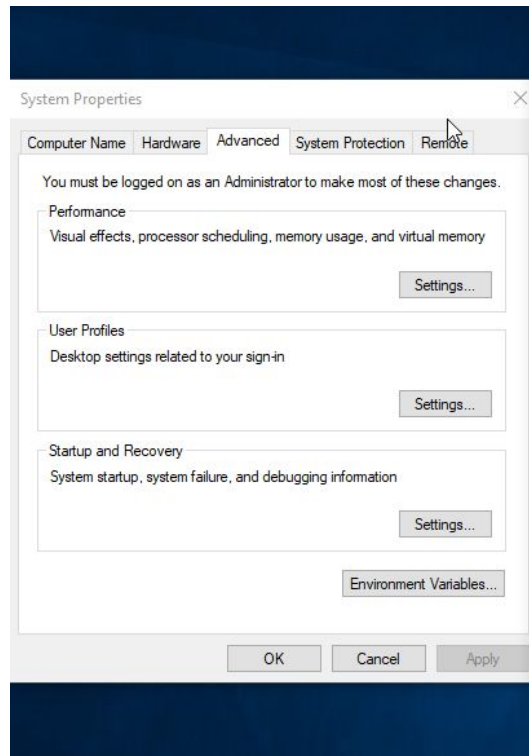 System Properties
Computer Name Hardware Advanced System Protection Remote
You must be logged on as an Administrator to make most of these changes.
Performance
Visual effects, processor scheduling, memory usage, and virtual memory
Settings...
User Profiles
Desktop settings related to your sign-in
Settings...
Startup and Recovery
System startup, system failure, and debugging information
Settings...
Environment Variables...
OK Cancel Apply